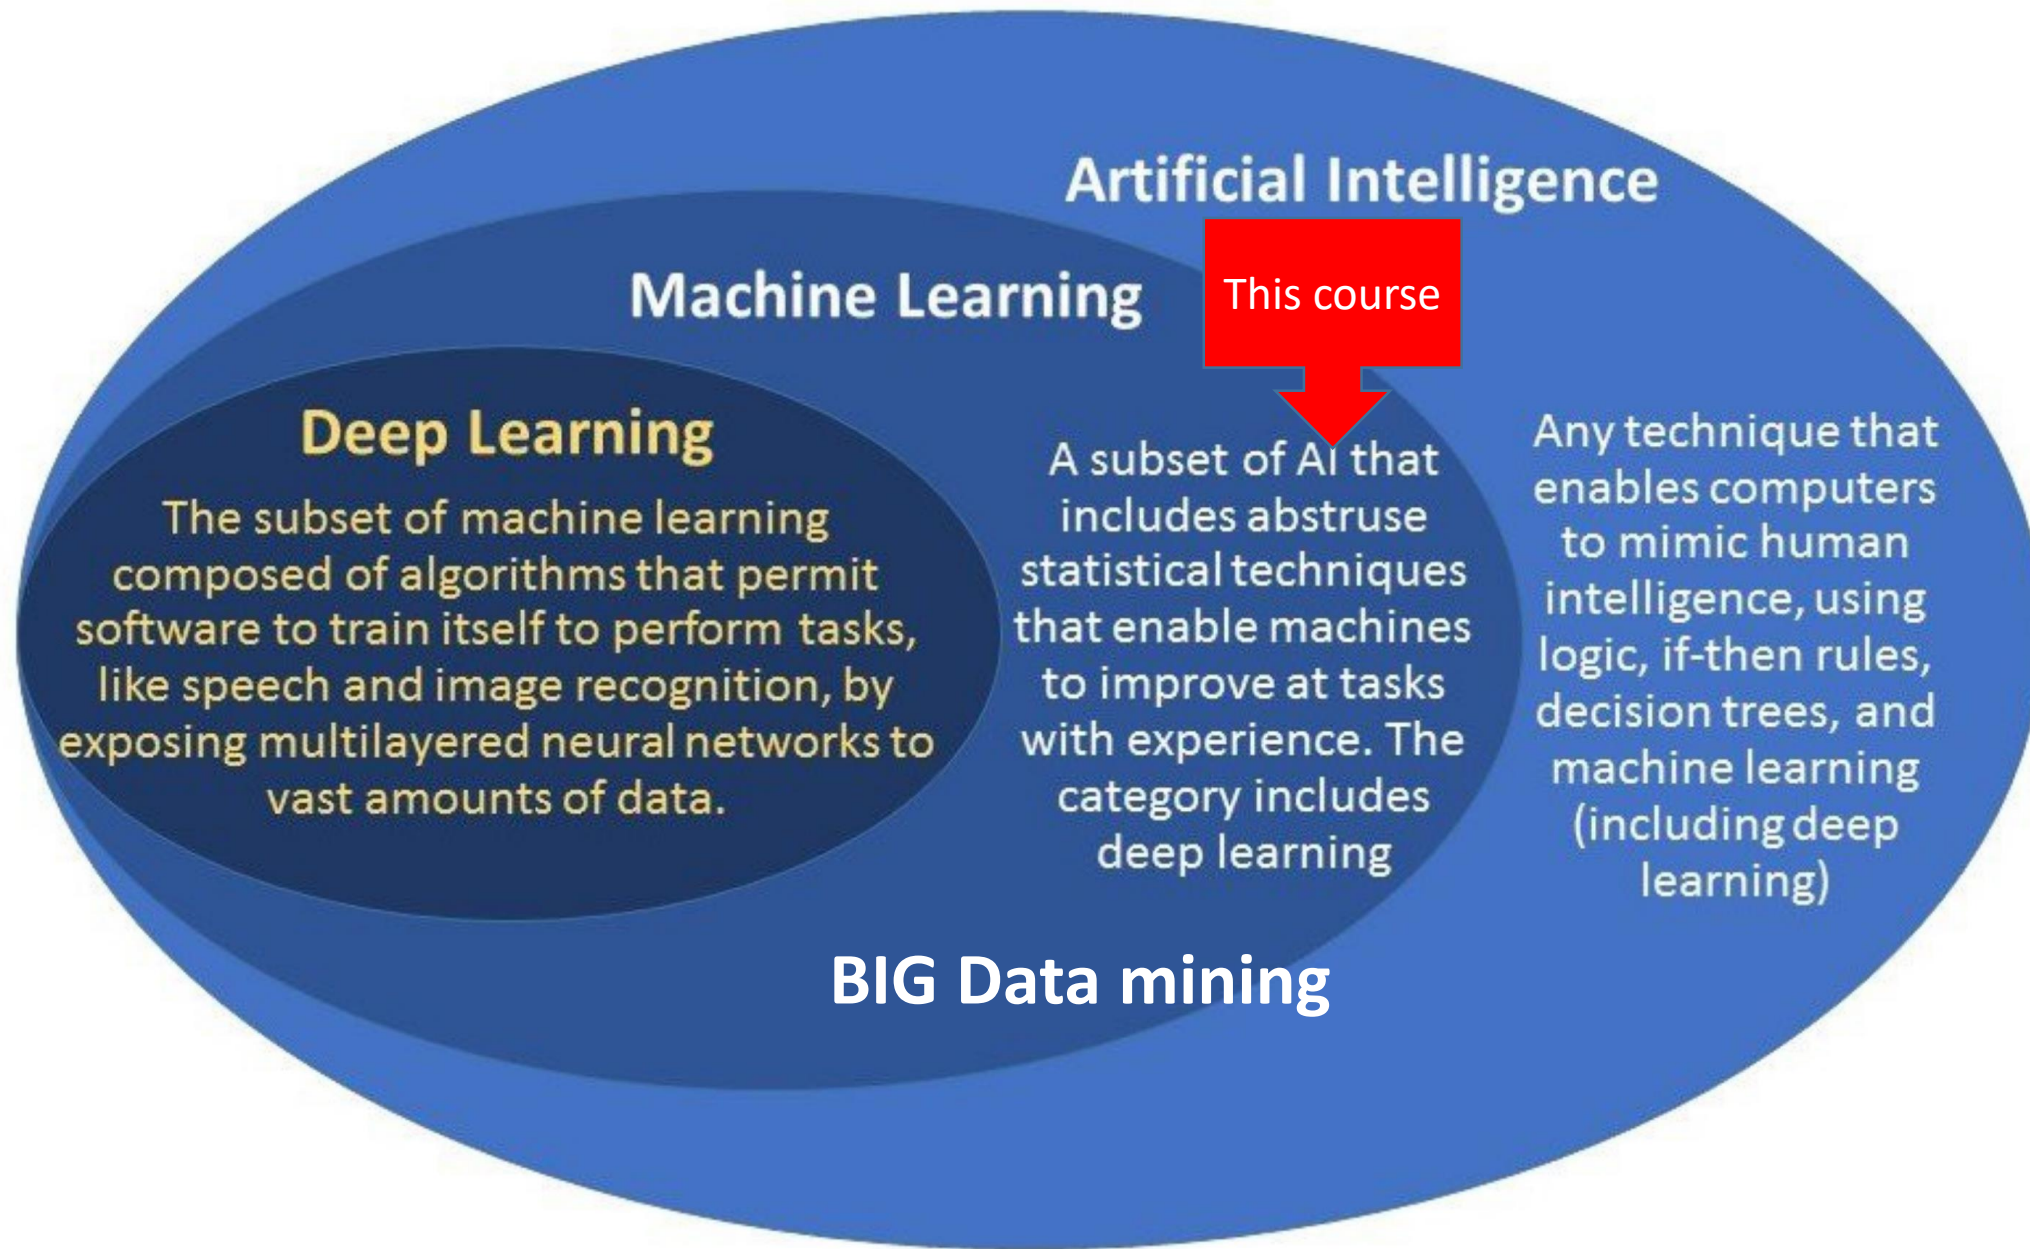 Artificial Intelligence
Machine Learning
This course
Deep Learning
The subset of machine learning
composed of algorithms that permit
software to train itself to perform tasks,
like speech and image recognition, by
exposing multilayered neural networks to
vast amounts of data.
A subset of AI that
includes abstruse
statistical techniques
that enable machines
to improve at tasks
with experience. The
category includes
deep learning
Any technique that
enables computers
to mimic human
intelligence, using
logic, if-then rules,
decision trees, and
machine learning
(including deep
learning)
BIG Data mining